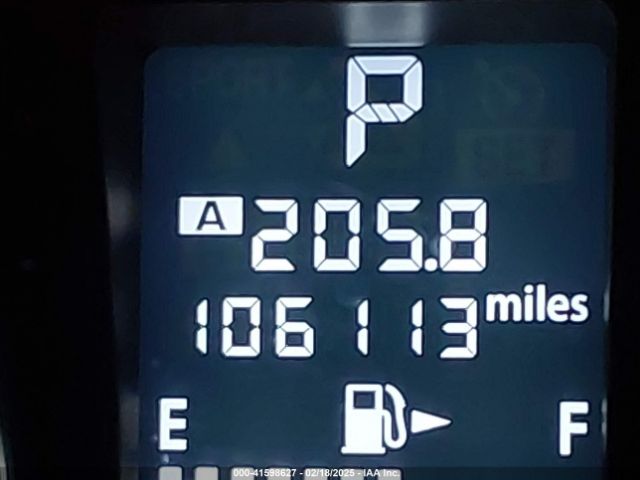 P
A 205.8
106113 miles
E F
000-41598627 - 02/18/2025 - IAA Inc.